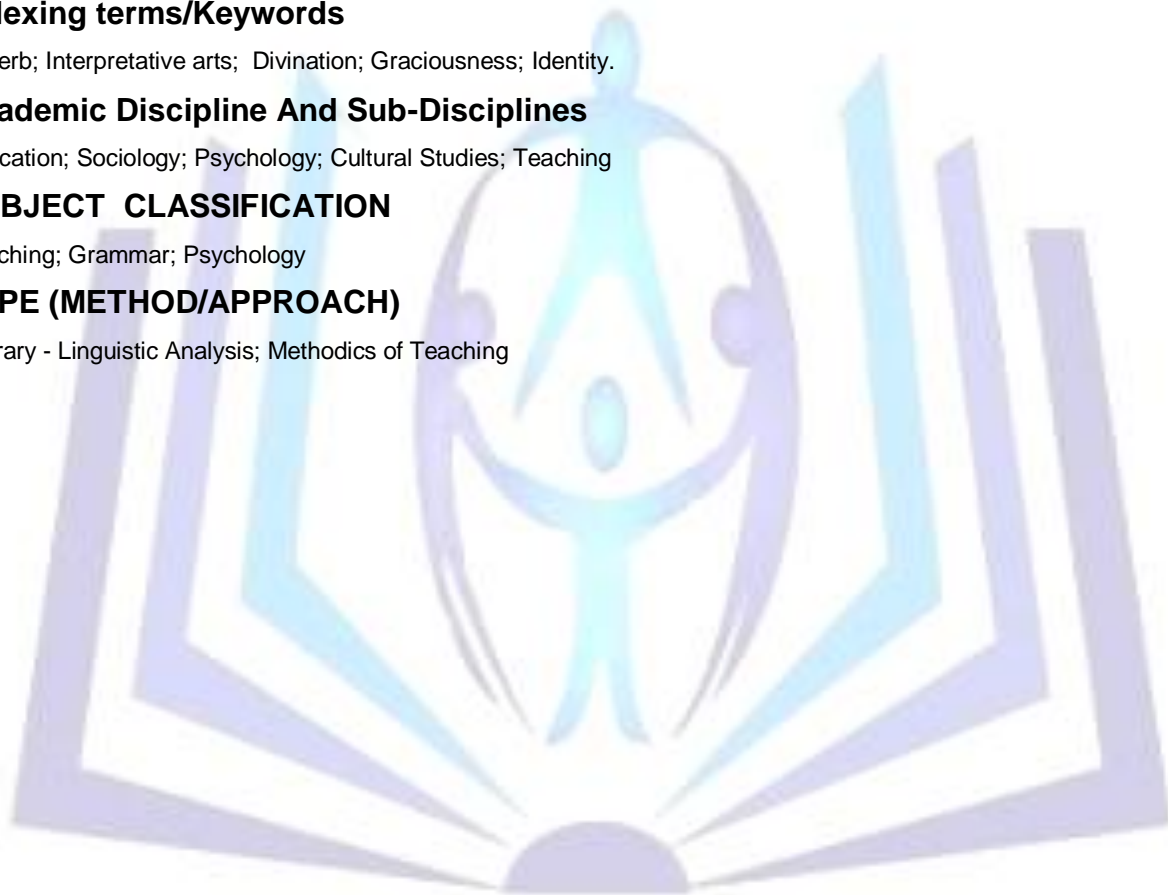 lexing terms/Keywords
erb; Interpretative arts; Divination; Graciousness; Identity.
ademic Discipline And Sub-Disciplines
cation; Sociology; Psychology; Cultural Studies; Teaching
BJECT CLASSIFICATION
ching; Grammar; Psychology
PE (METHOD/APPROACH)
rary - Linguistic Analysis; Methodics of Teaching